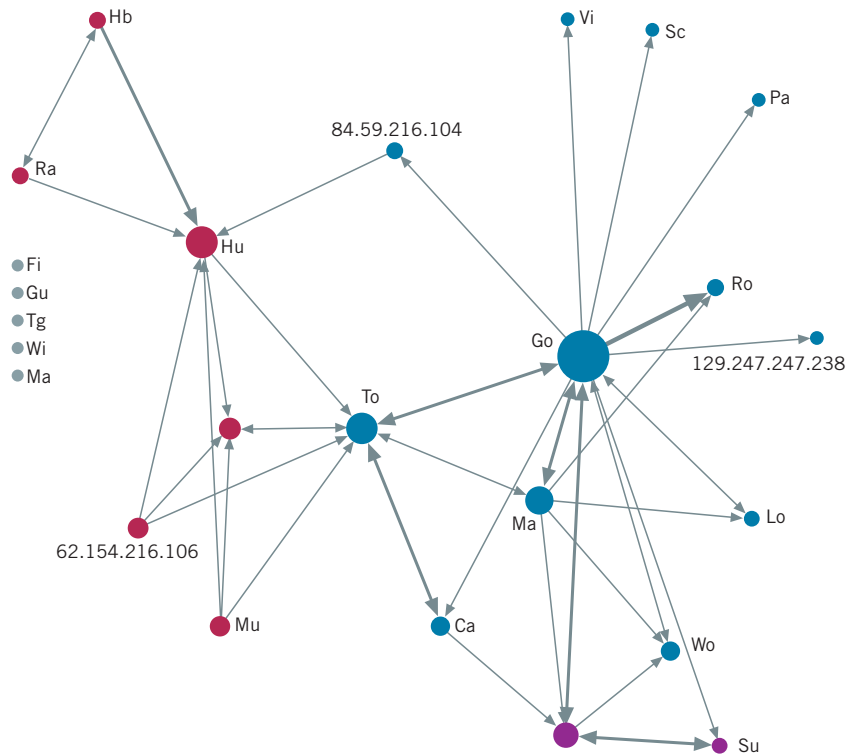 Hb
Vi
Sc
Pa
84.59.216.104
Ra
Hu
Fi
Gu
Tg
Wi
Ma
Ro
Go
129.247.247.238
To
Ma
Lo
62.154.216.106
Mu
Ca
Wo
Su